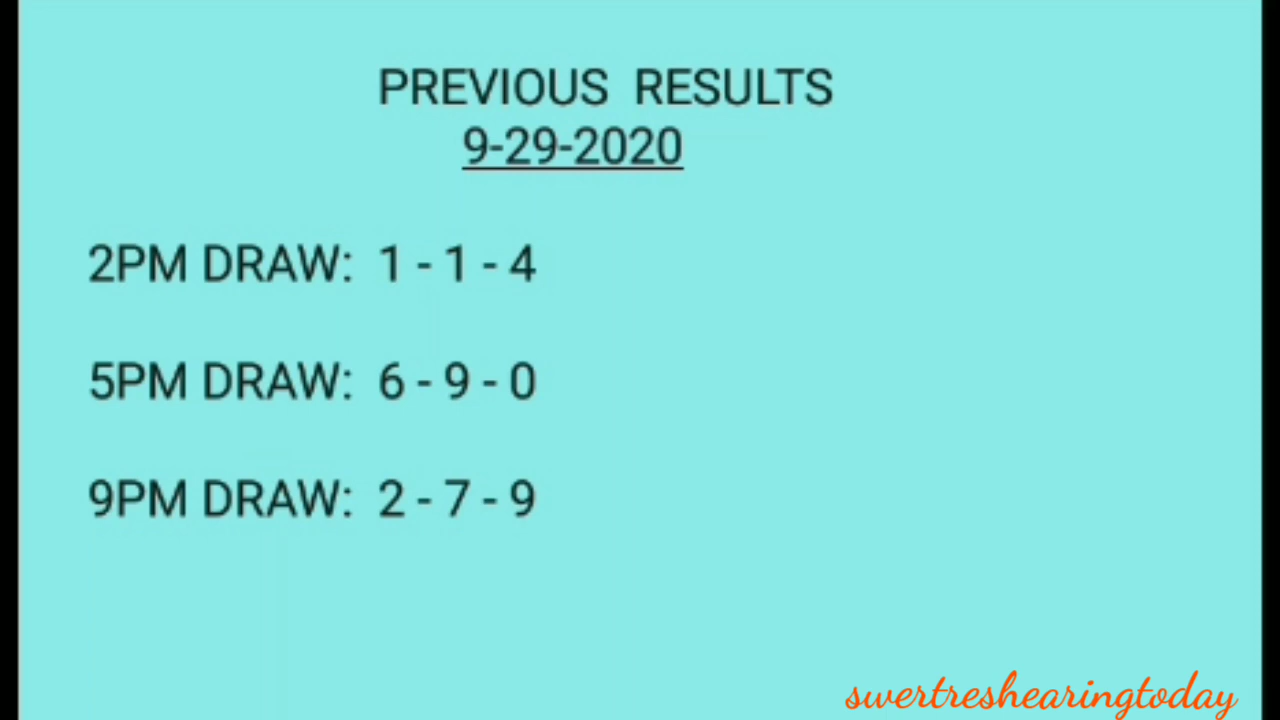 PREVIOUS RESULTS
9-29-2020
2PM DRAW: 1 - 1 - 4
5PM DRAW: 6 - 9 - 0
9PM DRAW: 2 - 7 - 9
swertreshearingtoday